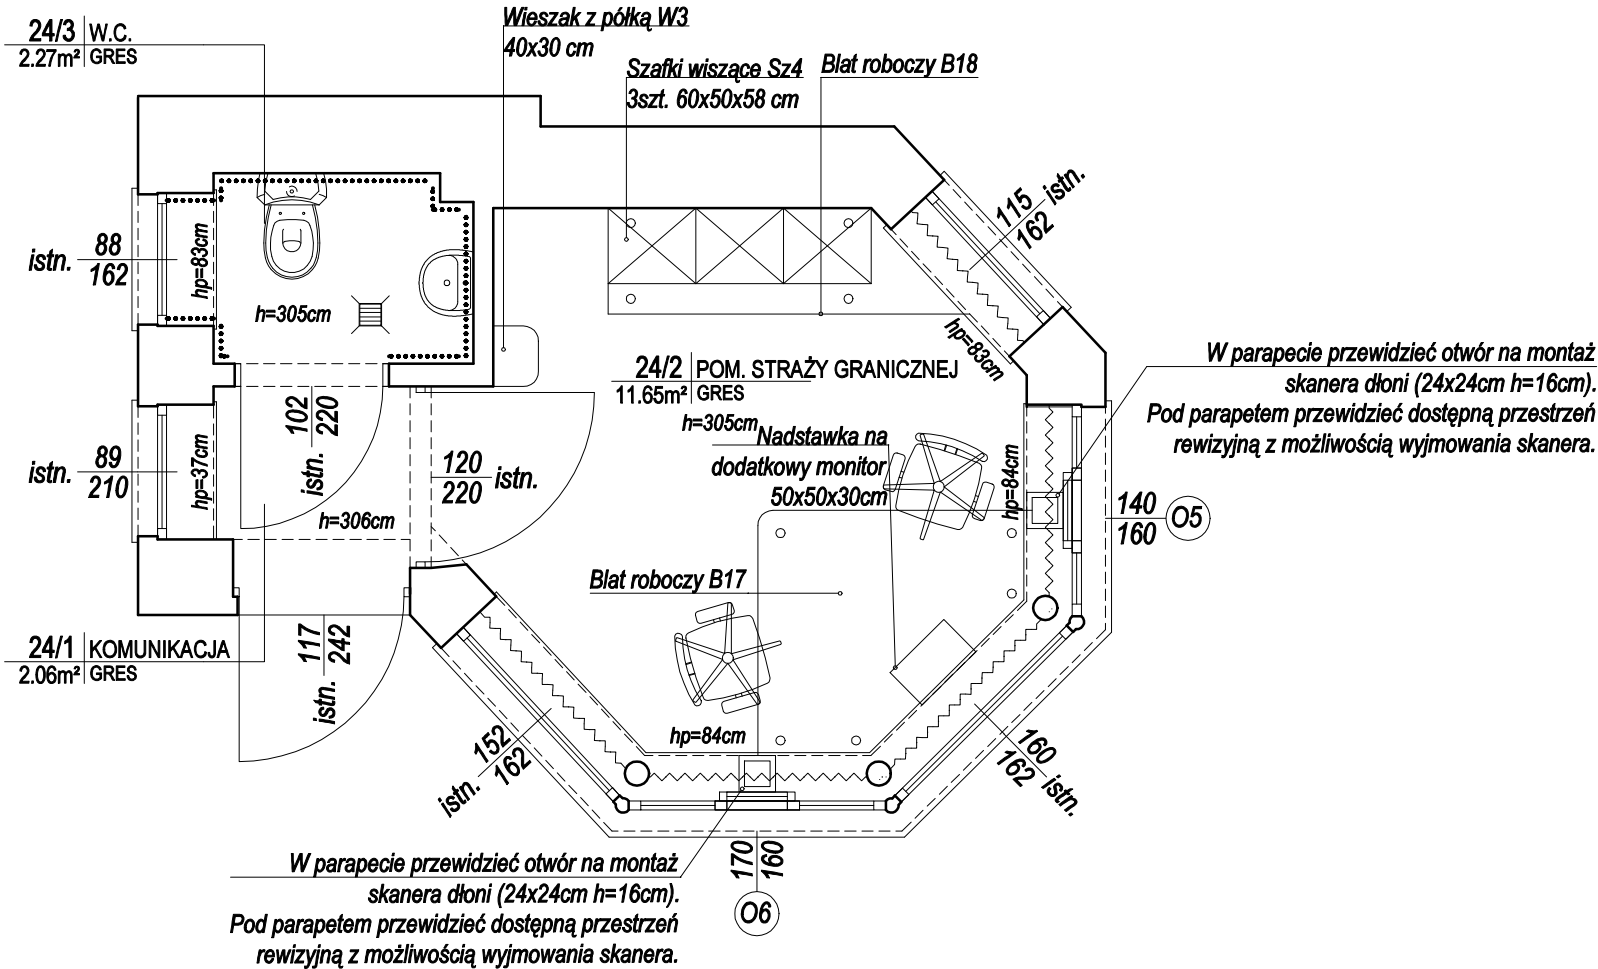 Wieszak z półką W3
40x30 cm
24/3 W.C.
2.27m² GRES
Szafki wiszące Sz4
3szt. 60x50x58 cm
Blat roboczy B18
115
162
istn.
istn.
88
162
hp=83cm
h=305cm
hp=83cm
24/2 POM. STRAŻY GRANICZNEJ
11.65m² GRES
h=305cm
W parapecie przewidzieć otwór na montaż
skanera dłoni (24x24cm h=16cm).
Pod parapetem przewidzieć dostępną przestrzeń
rewizyjną z możliwością wyjmowania skanera.
102
220
istn.
istn.
89
210
hp=37cm
120
220
istn.
Nadstawka na
dodatkowy monitor
50x50x30cm
hp=84cm
140
160
O5
h=306cm
Blat roboczy B17
24/1 KOMUNIKACJA
2.06m² GRES
117
242
istn.
hp=84cm
152
162
istn.
160
162
istn.
170
160
O6
W parapecie przewidzieć otwór na montaż
skanera dłoni (24x24cm h=16cm).
Pod parapetem przewidzieć dostępną przestrzeń
rewizyjną z możliwością wyjmowania skanera.